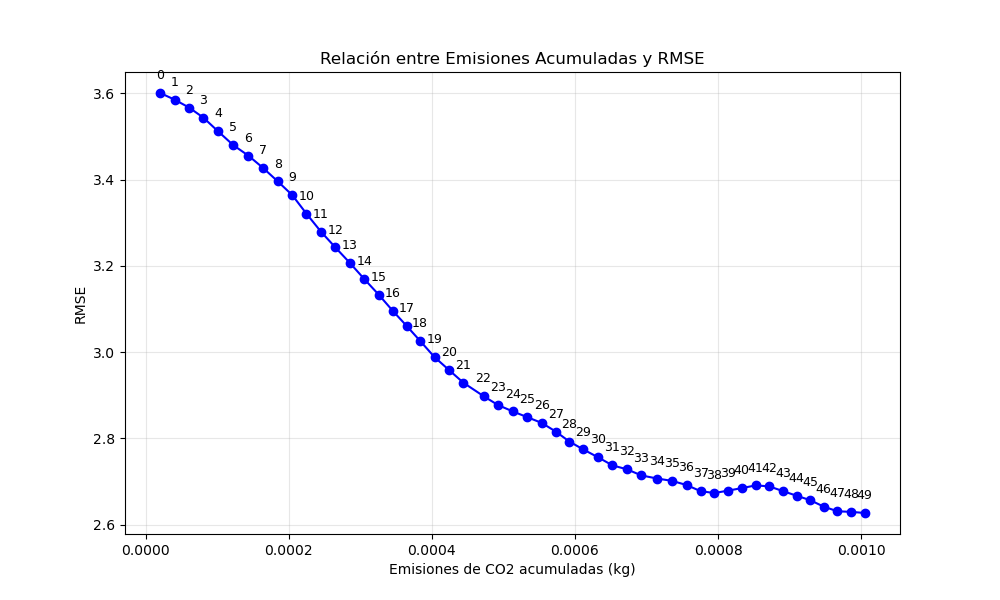 Relación entre Emisiones Acumuladas y RMSE
0 1 2 3 4 5 6 7 8 9 10 11 12 13 14 15 16 17 18 19 20 21 22 23 24 25 26 27 28 29 30 31 32 33 34 35 36 37 38 39 40 41 42 43 44 45 46 47 48 49
3.6
3.4
3.2
3.0
2.8
2.6
RMSE
0.0000 0.0002 0.0004 0.0006 0.0008 0.0010
Emisiones de CO2 acumuladas (kg)